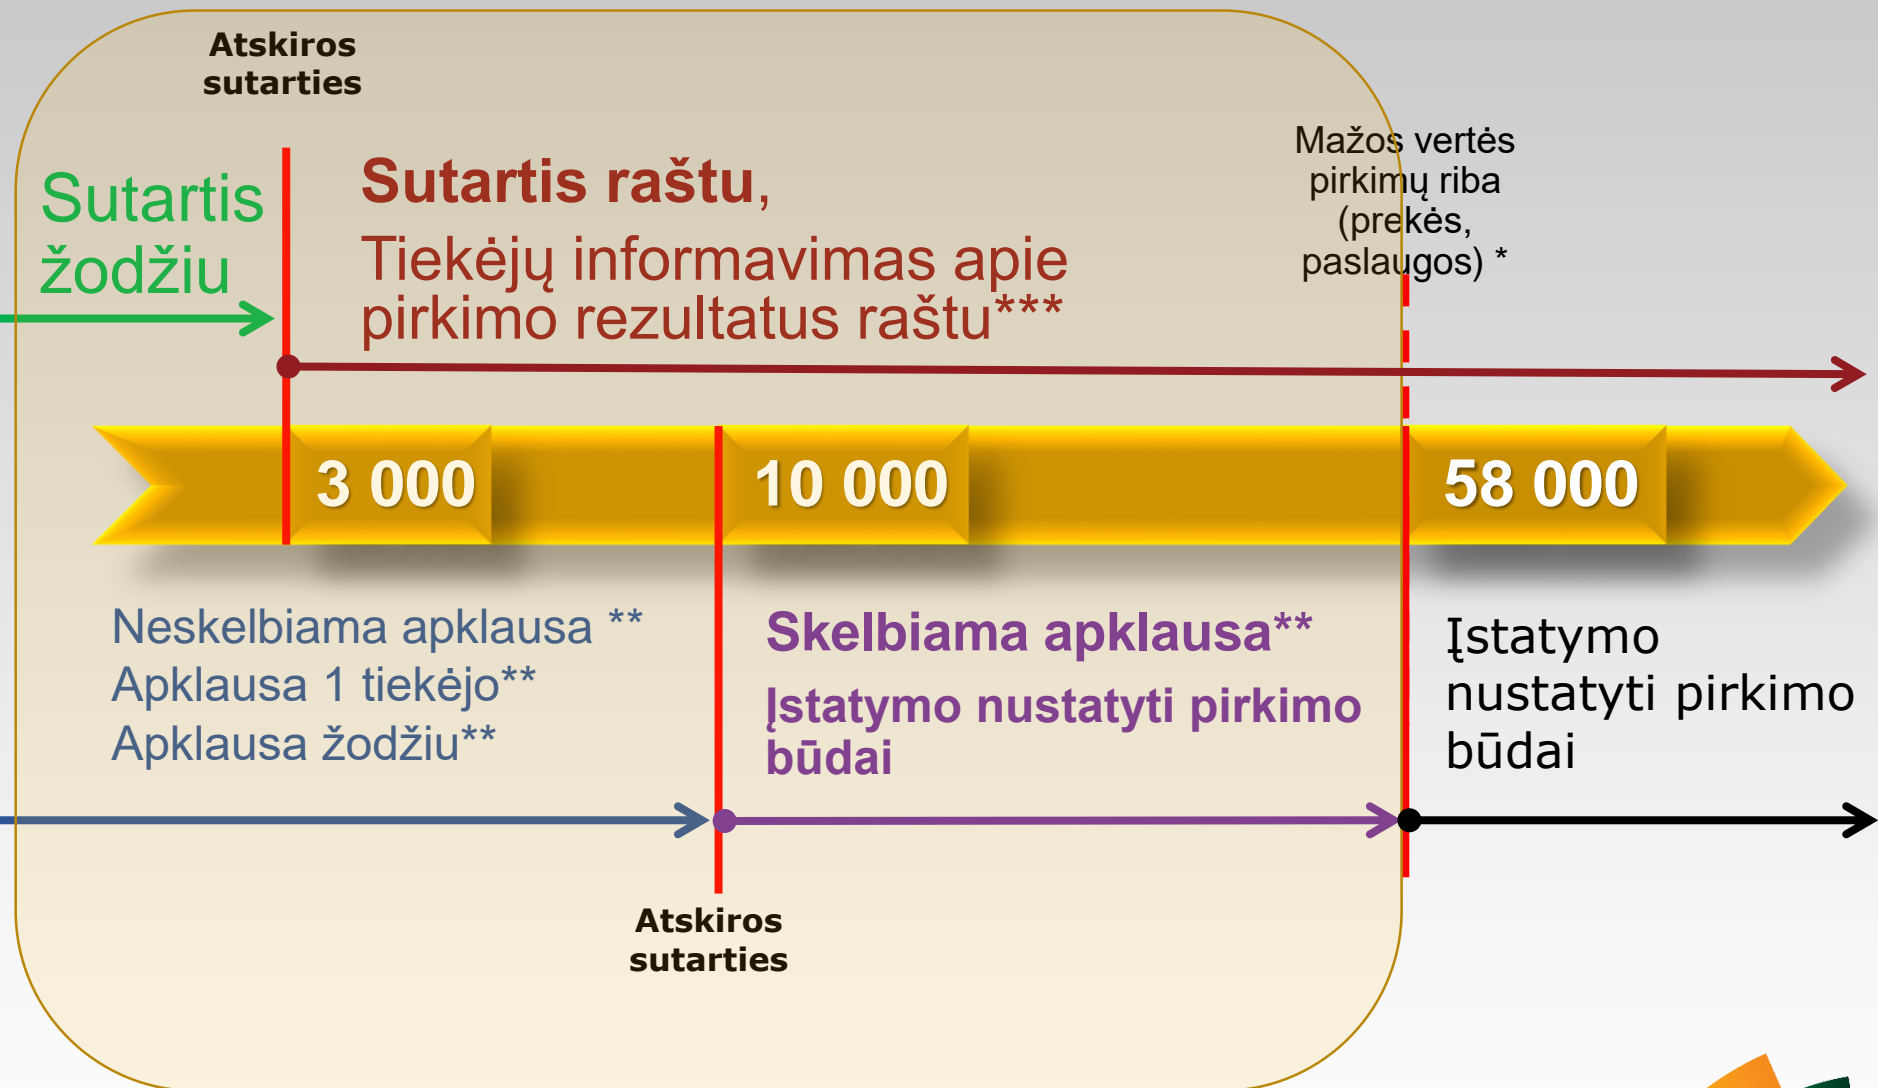 Atskiros
sutarties
Mažos vertės
pirkimų riba
(prekės,
paslaugos) *
Sutartis
žodžiu
Sutartis raštu,
Tiekėjų informavimas apie
pirkimo rezultatus raštu***
3 000
10 000
58 000
Neskelbiama apklausa **
Apklausa 1 tiekėjo**
Apklausa žodžiu**
Skelbiama apklausa**
Įstatymo nustatyti pirkimo
būdai
Įstatymo
nustatyti pirkimo
būdai
Atskiros
sutarties